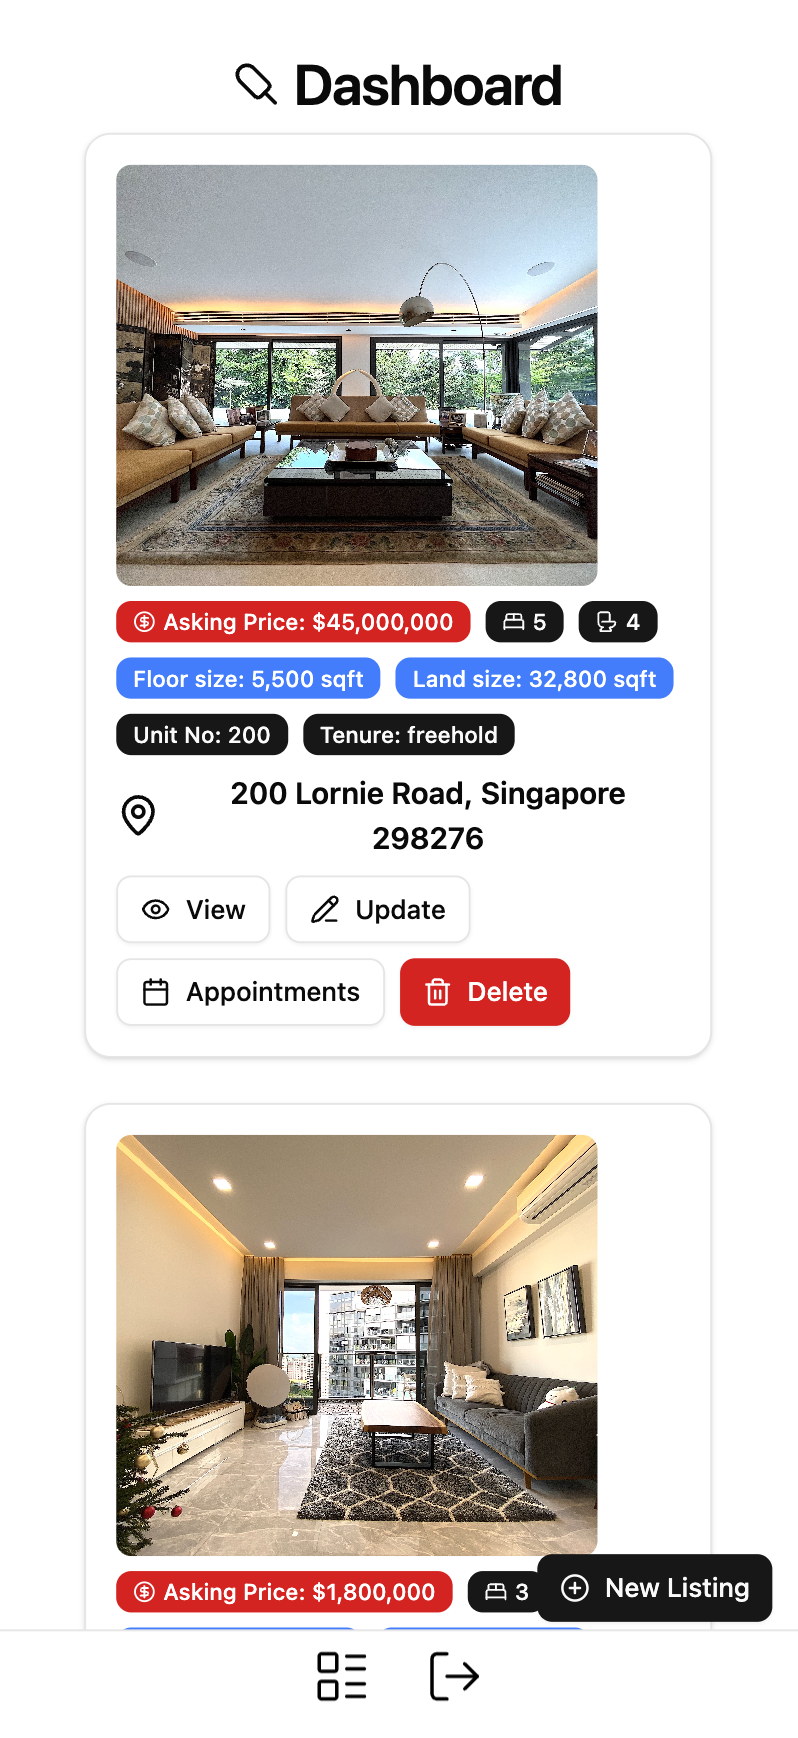 Dashboard
Asking Price: $45,000,000 5 4
Floor size: 5,500 sqft Land size: 32,800 sqft
Unit No: 200 Tenure: freehold
200 Lornie Road, Singapore
298276
View Update
Appointments Delete
Asking Price: $1,800,000 3 New Listing